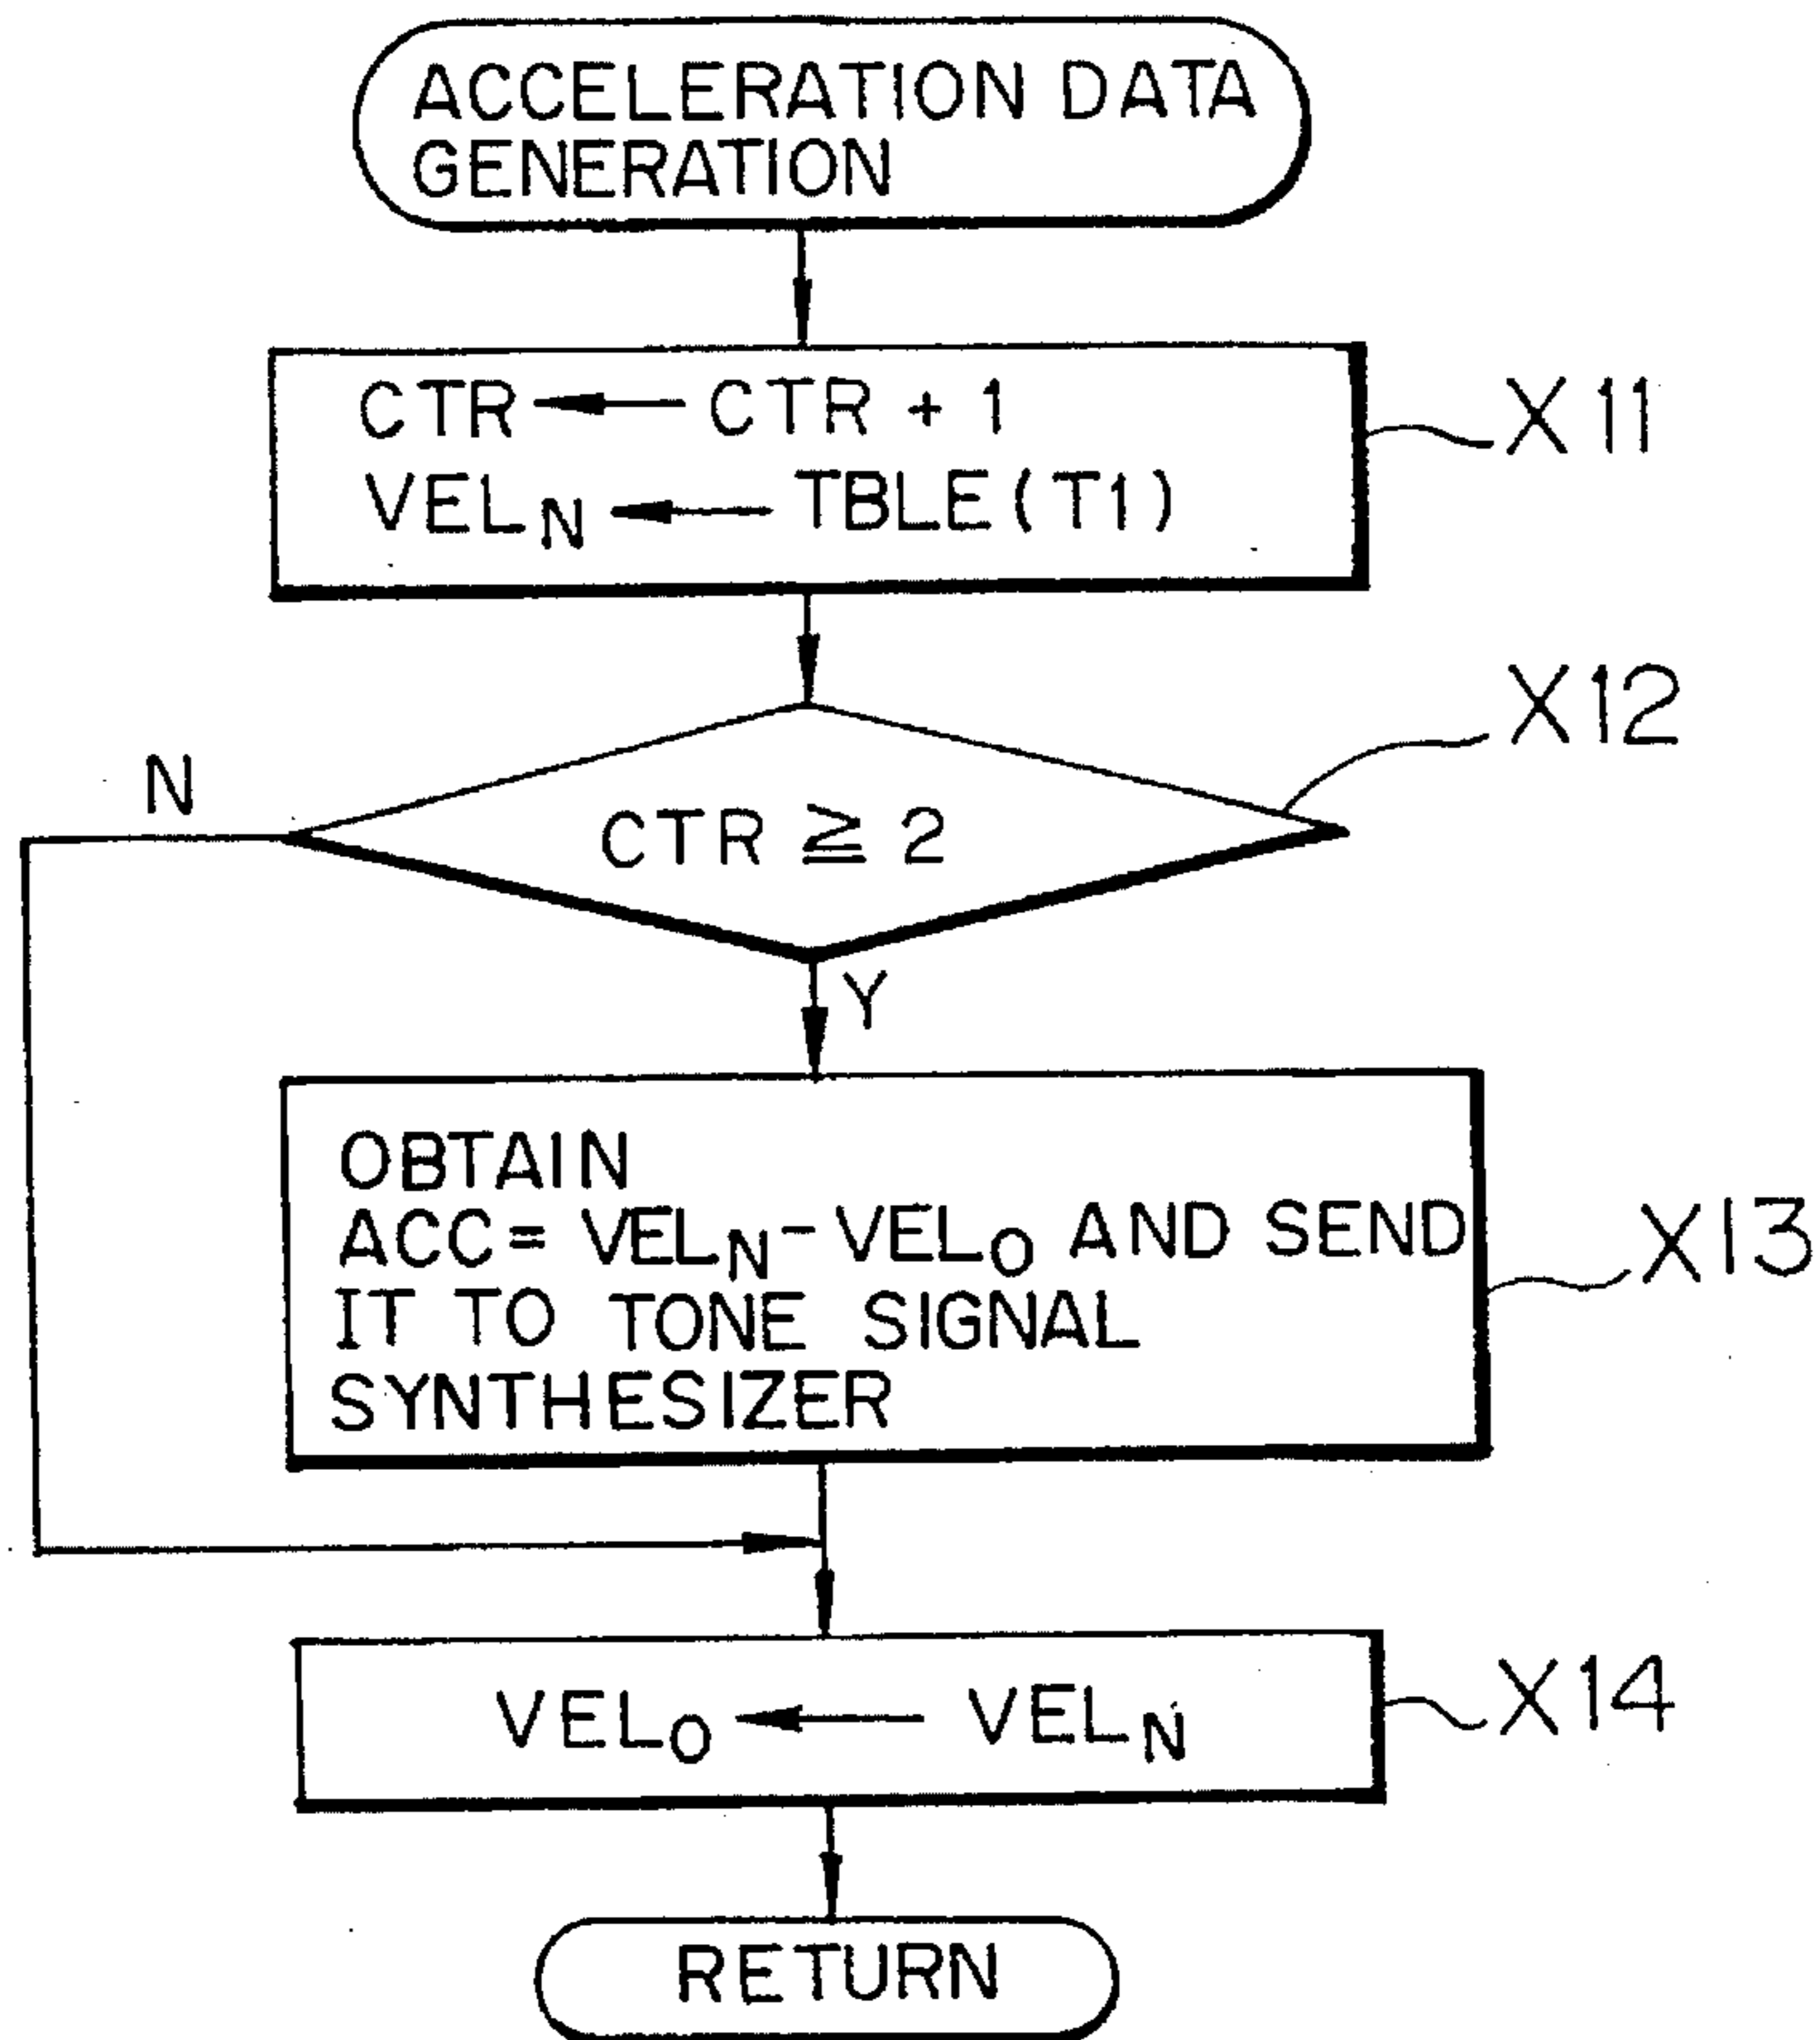 ACCELERATION DATA
GENERATION
CTR ← CTR + 1
X11
VELN ← TBLE(T1)
X12
N
CTR ≧ 2
Y
OBTAIN
ACC= VELN - VELO AND SEND
X13
IT TO TONE SIGNAL
SYNTHESIZER
VELO ← VELN
X14
RETURN